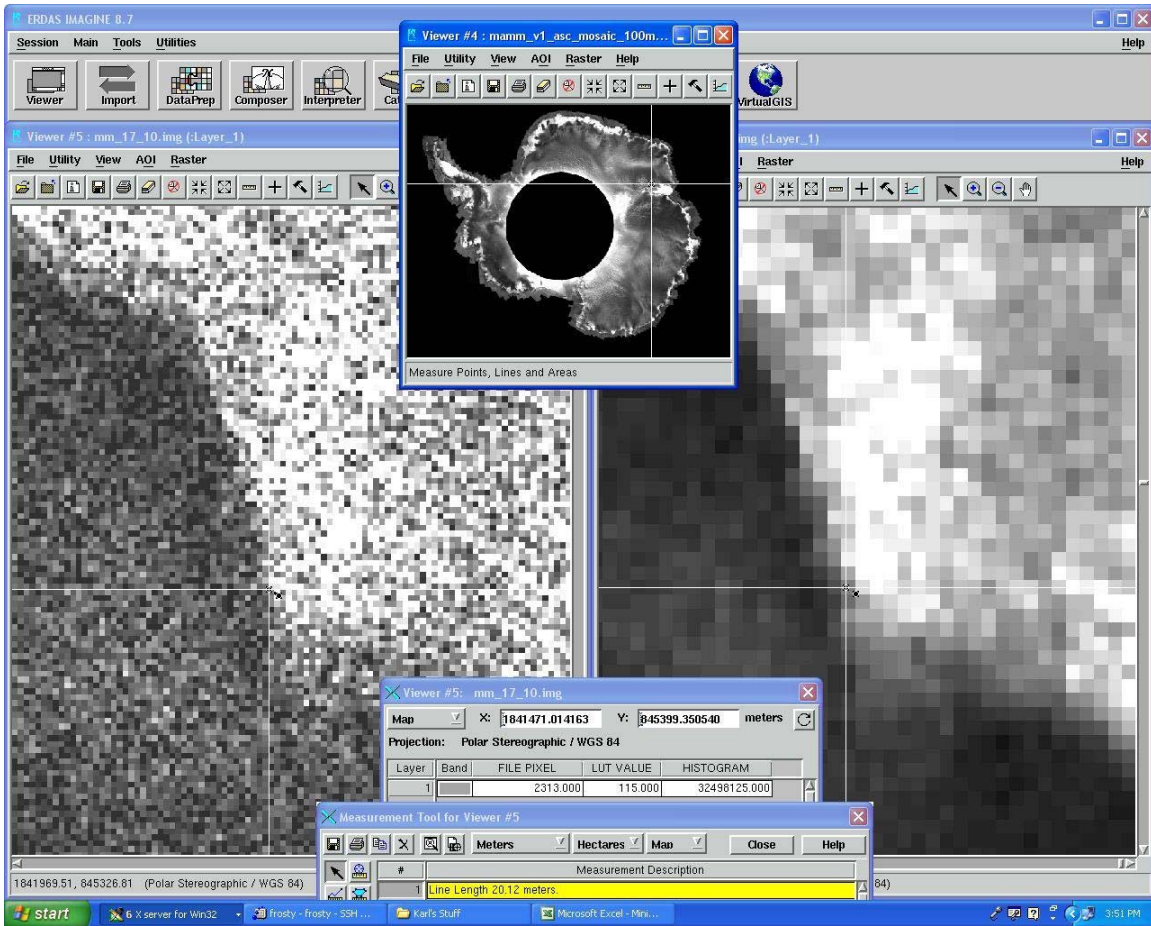 ERDAS IMAGINE 8.7
Session Main Tools Utilities Help
Viewer Import DataPrep Composer Interpreter VirtualGIS
Viewer #4 : mamm_v1_asc_mosaic_100m...
File Utility View AOI Raster Help
Measure Points, Lines and Areas
Viewer #5 : mm_17_10.img (:Layer_1)
File Utility View AOI Raster
img (:Layer_1)
Raster Help
Viewer #5: mm_17_10.img
Map X: 1841471.014163 Y: 845399.350540 meters
Projection: Polar Stereographic / WGS 84
Layer Band FILE PIXEL LUT VALUE HISTOGRAM
1 2313.000 115.000 32498125.000
Measurement Tool for Viewer #5
Meters Hectares Map Close Help
# Measurement Description
1 Line Length 20.12 meters.
1841969.51, 845326.81 (Polar Stereographic / WGS 84)
84)
start 6 X server for Win32 frosty - frosty - SSH ... Karl's Stuff Microsoft Excel - Mini... 3:51 PM